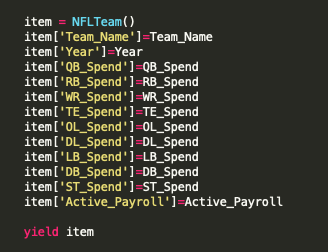 item = NFLTeam()
item['Team_Name']=Team_Name
item['Year']=Year
item['QB_Spend']=QB_Spend
item['RB_Spend']=RB_Spend
item['WR_Spend']=WR_Spend
item['TE_Spend']=TE_Spend
item['OL_Spend']=OL_Spend
item['DL_Spend']=DL_Spend
item['LB_Spend']=LB_Spend
item['DB_Spend']=DB_Spend
item['ST_Spend']=ST_Spend
item['Active_Payroll']=Active_Payroll
yield item